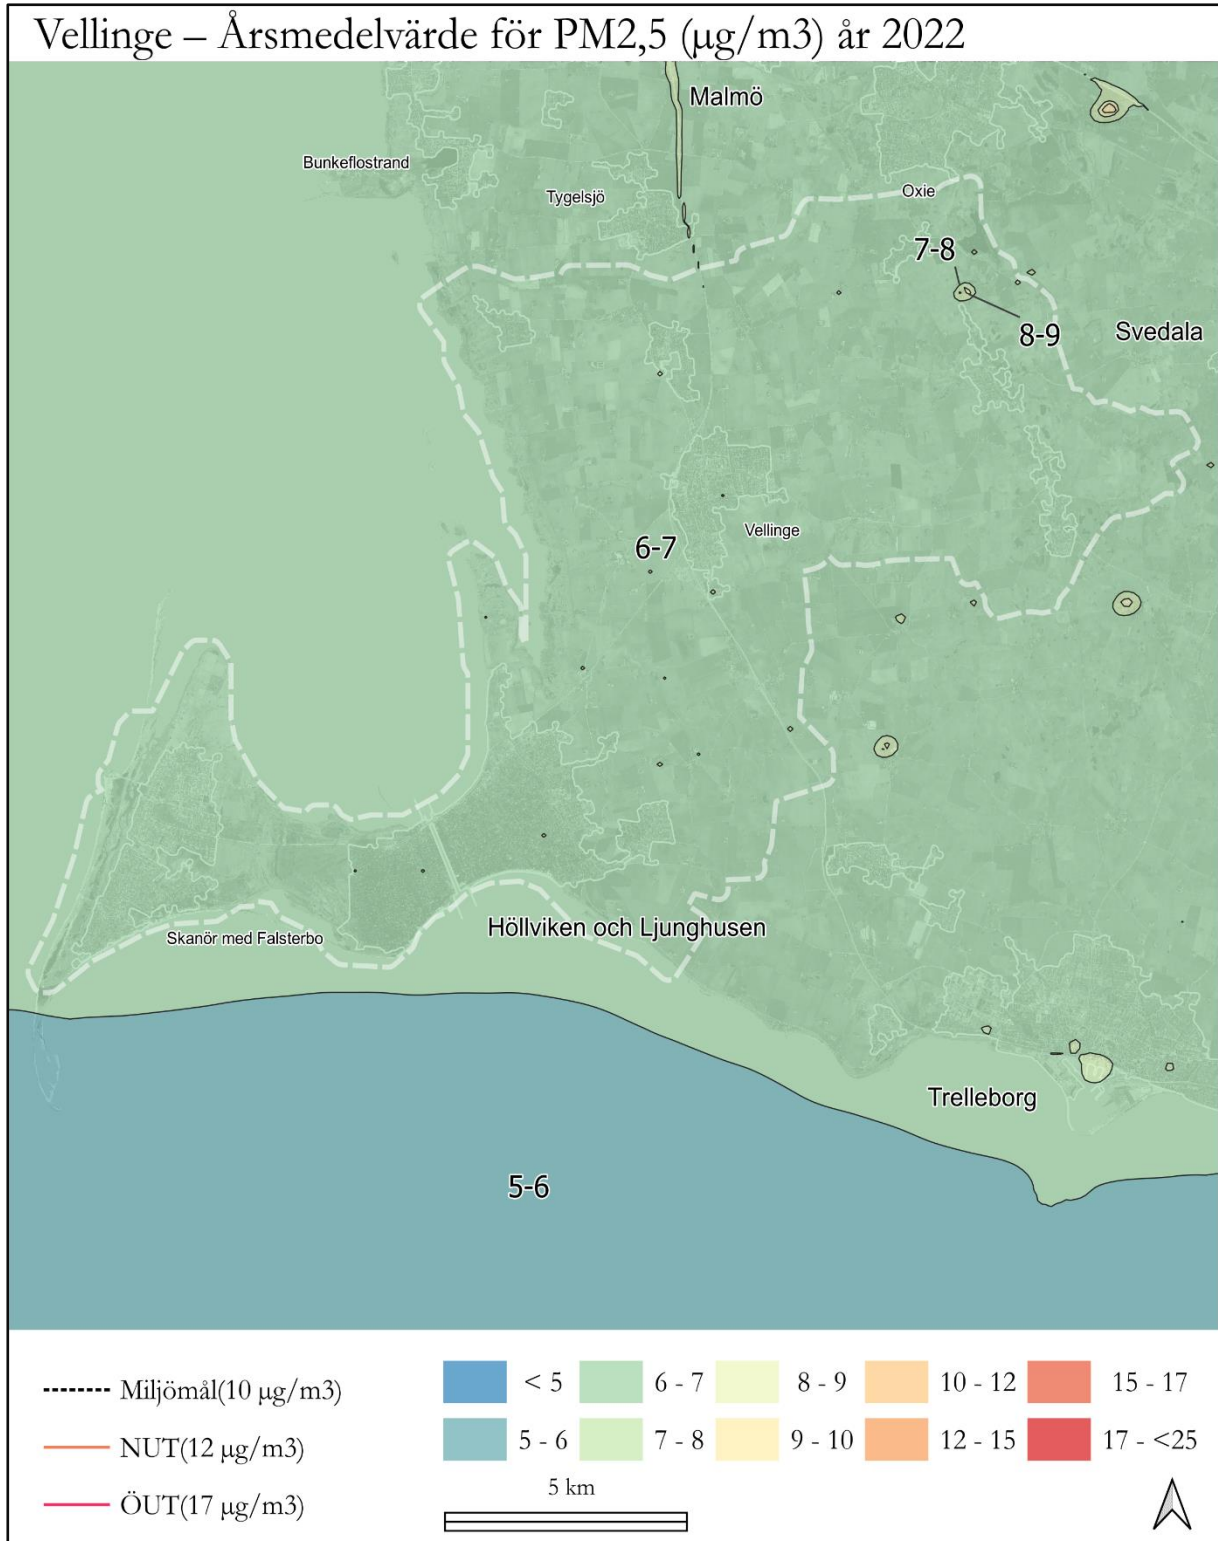 Vellinge – Årsmedelvärde för PM2,5 (µg/m3) år 2022
Malmö
Bunkeflostrand
Tygelsjö
Oxie
7-8
8-9
Svedala
6-7
Vellinge
Skanör med Falsterbo
Höllviken och Ljunghusen
Trelleborg
5-6
Miljömål(10 µg/m3)
NUT(12 µg/m3)
ÖUT(17 µg/m3)
< 5
6 - 7
8 - 9
10 - 12
15 - 17
5 - 6
7 - 8
9 - 10
12 - 15
17 - <25
5 km